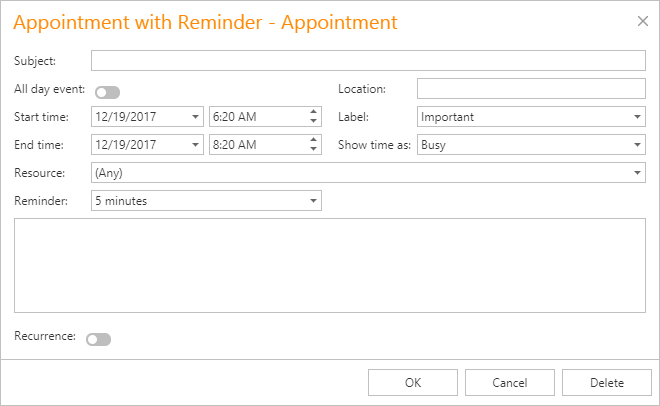 Appointment with Reminder - Appointment
Subject:
All day event: Location:
Start time: 12/19/2017 6:20 AM Label: Important
End time: 12/19/2017 8:20 AM Show time as: Busy
Resource: (Any)
Reminder: 5 minutes
Recurrence:
OK Cancel Delete